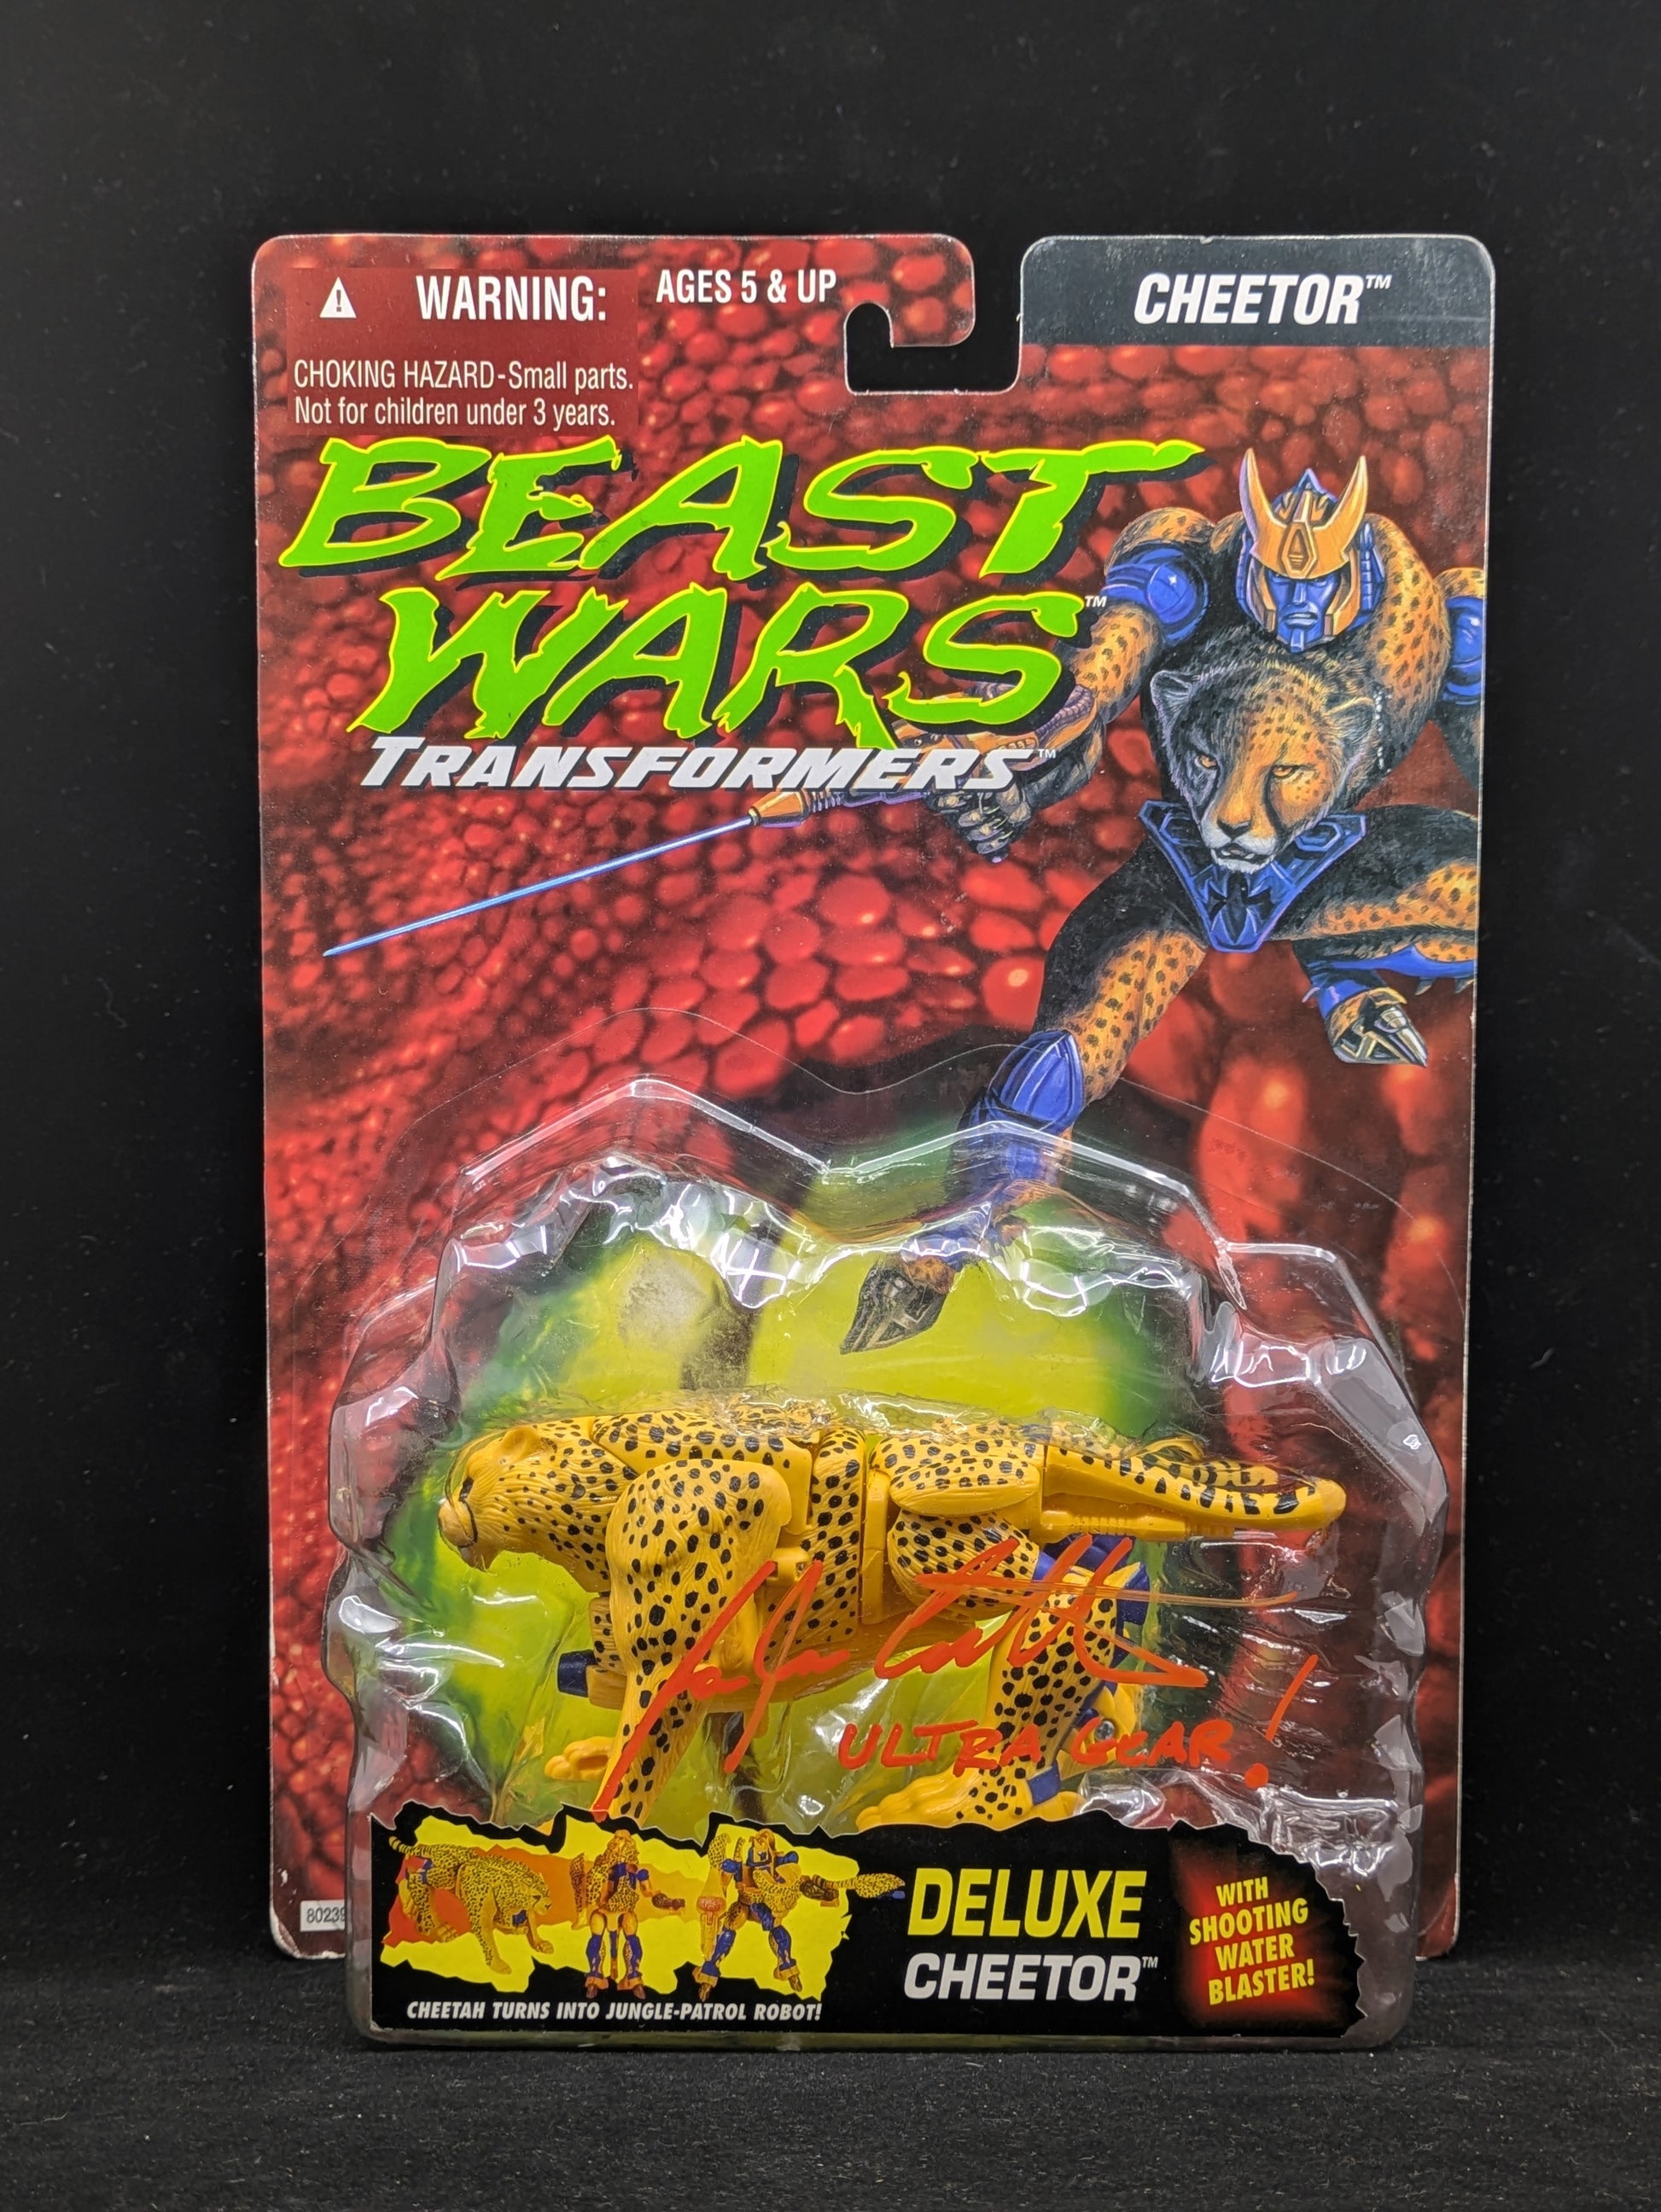 WARNING:
AGES 5 & UP
CHEETOR™
CHOKING HAZARD-Small parts.
Not for children under 3 years.
BEAST
WARS™
TRANSFORMERS™
ULTRA GEAR!
80239
DELUXE
CHEETOR™
WITH
SHOOTING
WATER
BLASTER!
CHEETAH TURNS INTO JUNGLE-PATROL ROBOT!